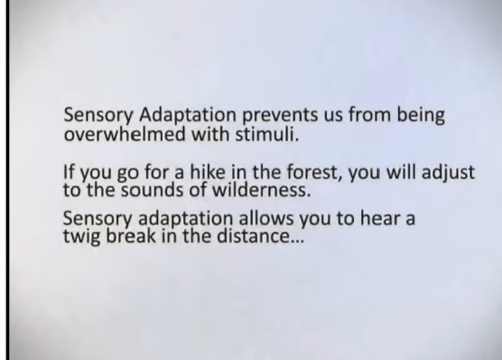 Sensory Adaptation prevents us from being
overwhelmed with stimuli.
If you go for a hike in the forest, you will adjust
to the sounds of wilderness.
Sensory adaptation allows you to hear a
twig break in the distance...